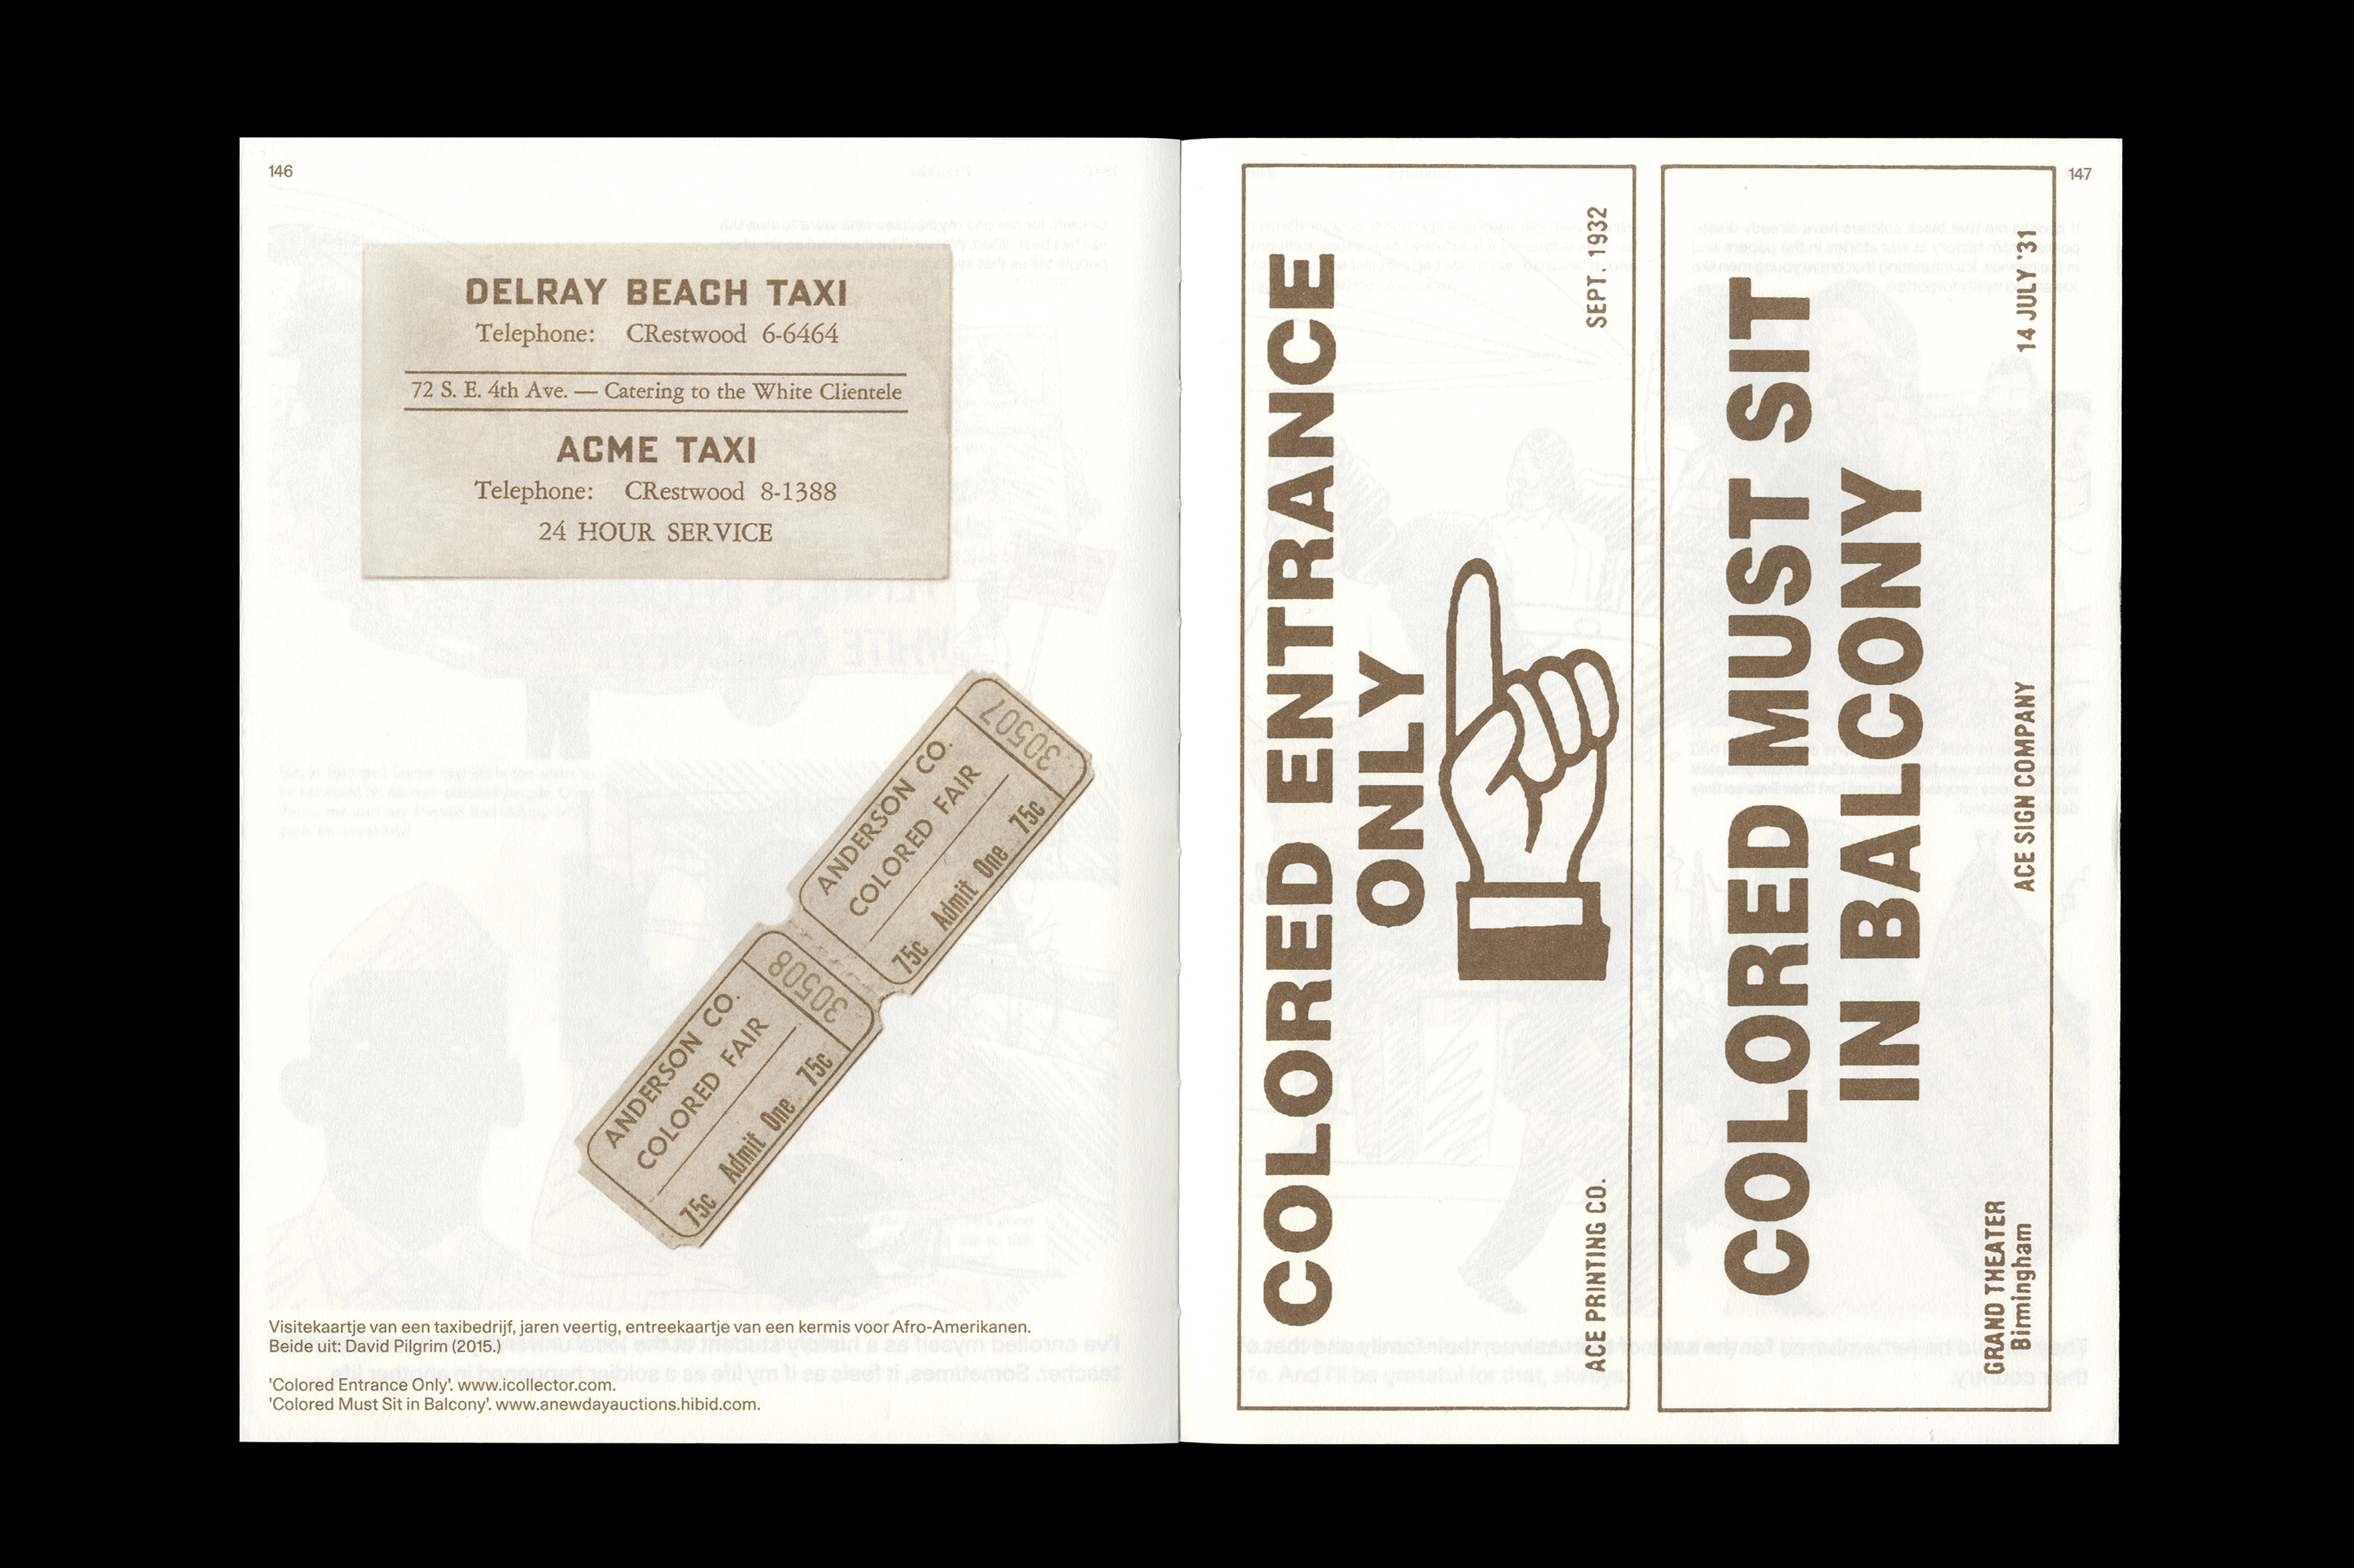 146
DELRAY BEACH TAXI
Telephone: CRestwood 6-6464
72 S. E. 4th Ave. — Catering to the White Clientele
ACME TAXI
Telephone: CRestwood 8-1388
24 HOUR SERVICE
30507
ANDERSON CO.
COLORED FAIR
75c Admit One 75c
30508
ANDERSON CO.
COLORED FAIR
75c Admit One 75c
Visitekaartje van een taxibedrijf, jaren veertig, entreekaartje van een kermis voor Afro-Amerikanen.
Beide uit: David Pilgrim (2015.)
'Colored Entrance Only'. www.icollector.com.
'Colored Must Sit in Balcony'. www.anewdayauctions.hibid.com.
COLORED ENTRANCE
ONLY
ACE PRINTING CO. SEPT. 1932
147
COLORED MUST SIT
IN BALCONY
GRAND THEATER
Birmingham ACE SIGN COMPANY 14 JULY '31